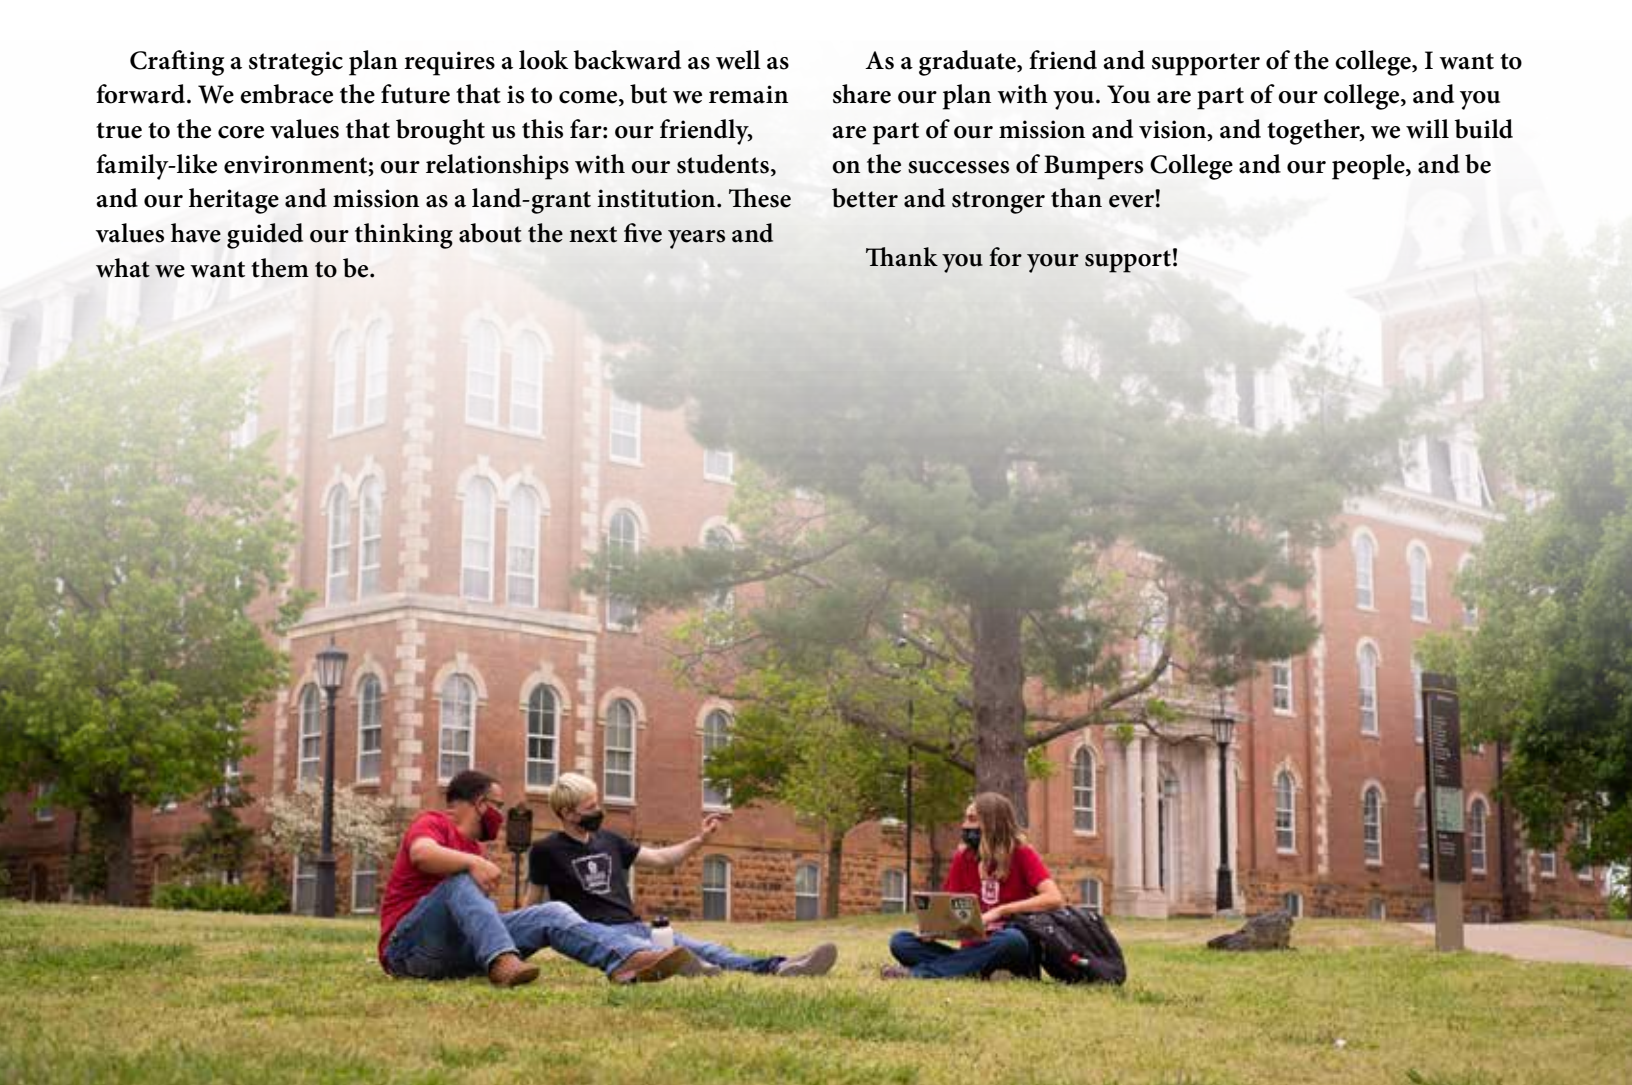 Crafting a strategic plan requires a look backward as well as
forward. We embrace the future that is to come, but we remain
true to the core values that brought us this far: our friendly,
family-like environment; our relationships with our students,
and our heritage and mission as a land-grant institution. These
values have guided our thinking about the next five years and
what we want them to be.
As a graduate, friend and supporter of the college, I want to
share our plan with you. You are part of our college, and you
are part of our mission and vision, and together, we will build
on the successes of Bumpers College and our people, and be
better and stronger than ever!
Thank you for your support!